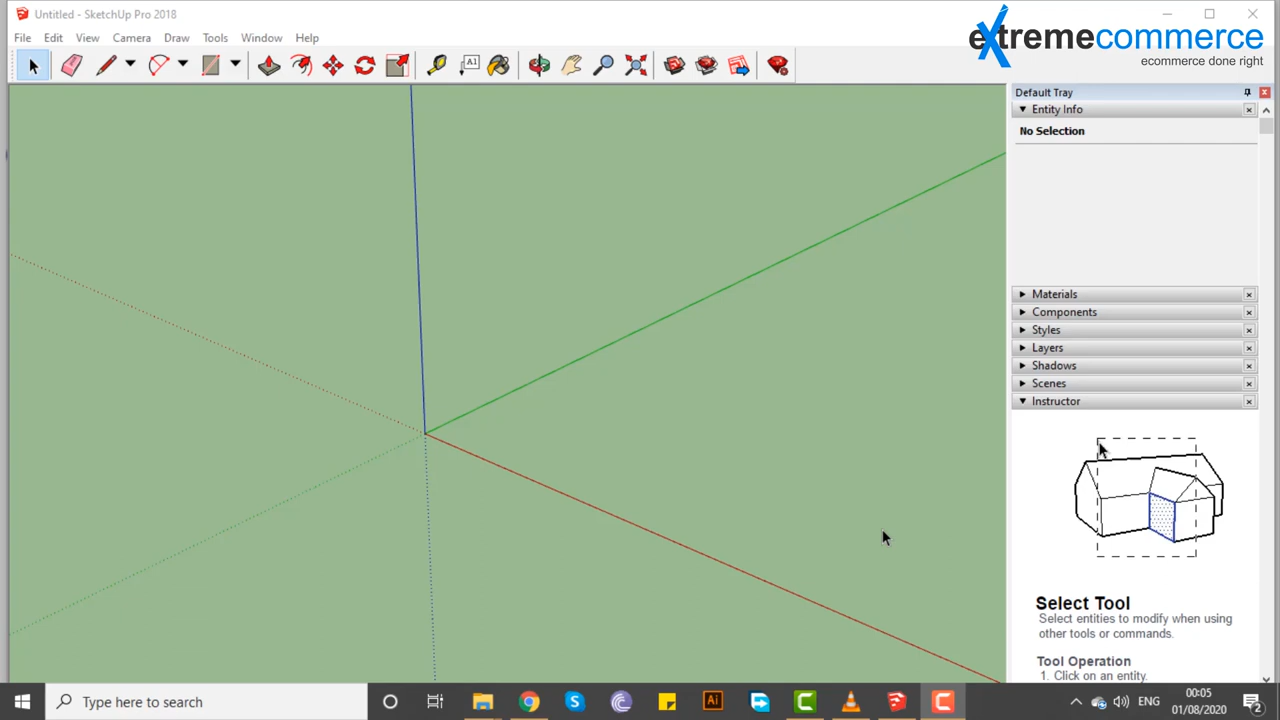 Untitled - SketchUp Pro 2018
extremecommerce
ecommerce done right
File Edit View Camera Draw Tools Window Help
A1
Default Tray
Entity Info
No Selection
Materials
Components
Styles
Layers
Shadows
Scenes
Instructor
Select Tool
Select entities to modify when using
other tools or commands.
Tool Operation
1. Click on an entity.
Type here to search
S
Ai
C
C
ENG
00:05
01/08/2020
2